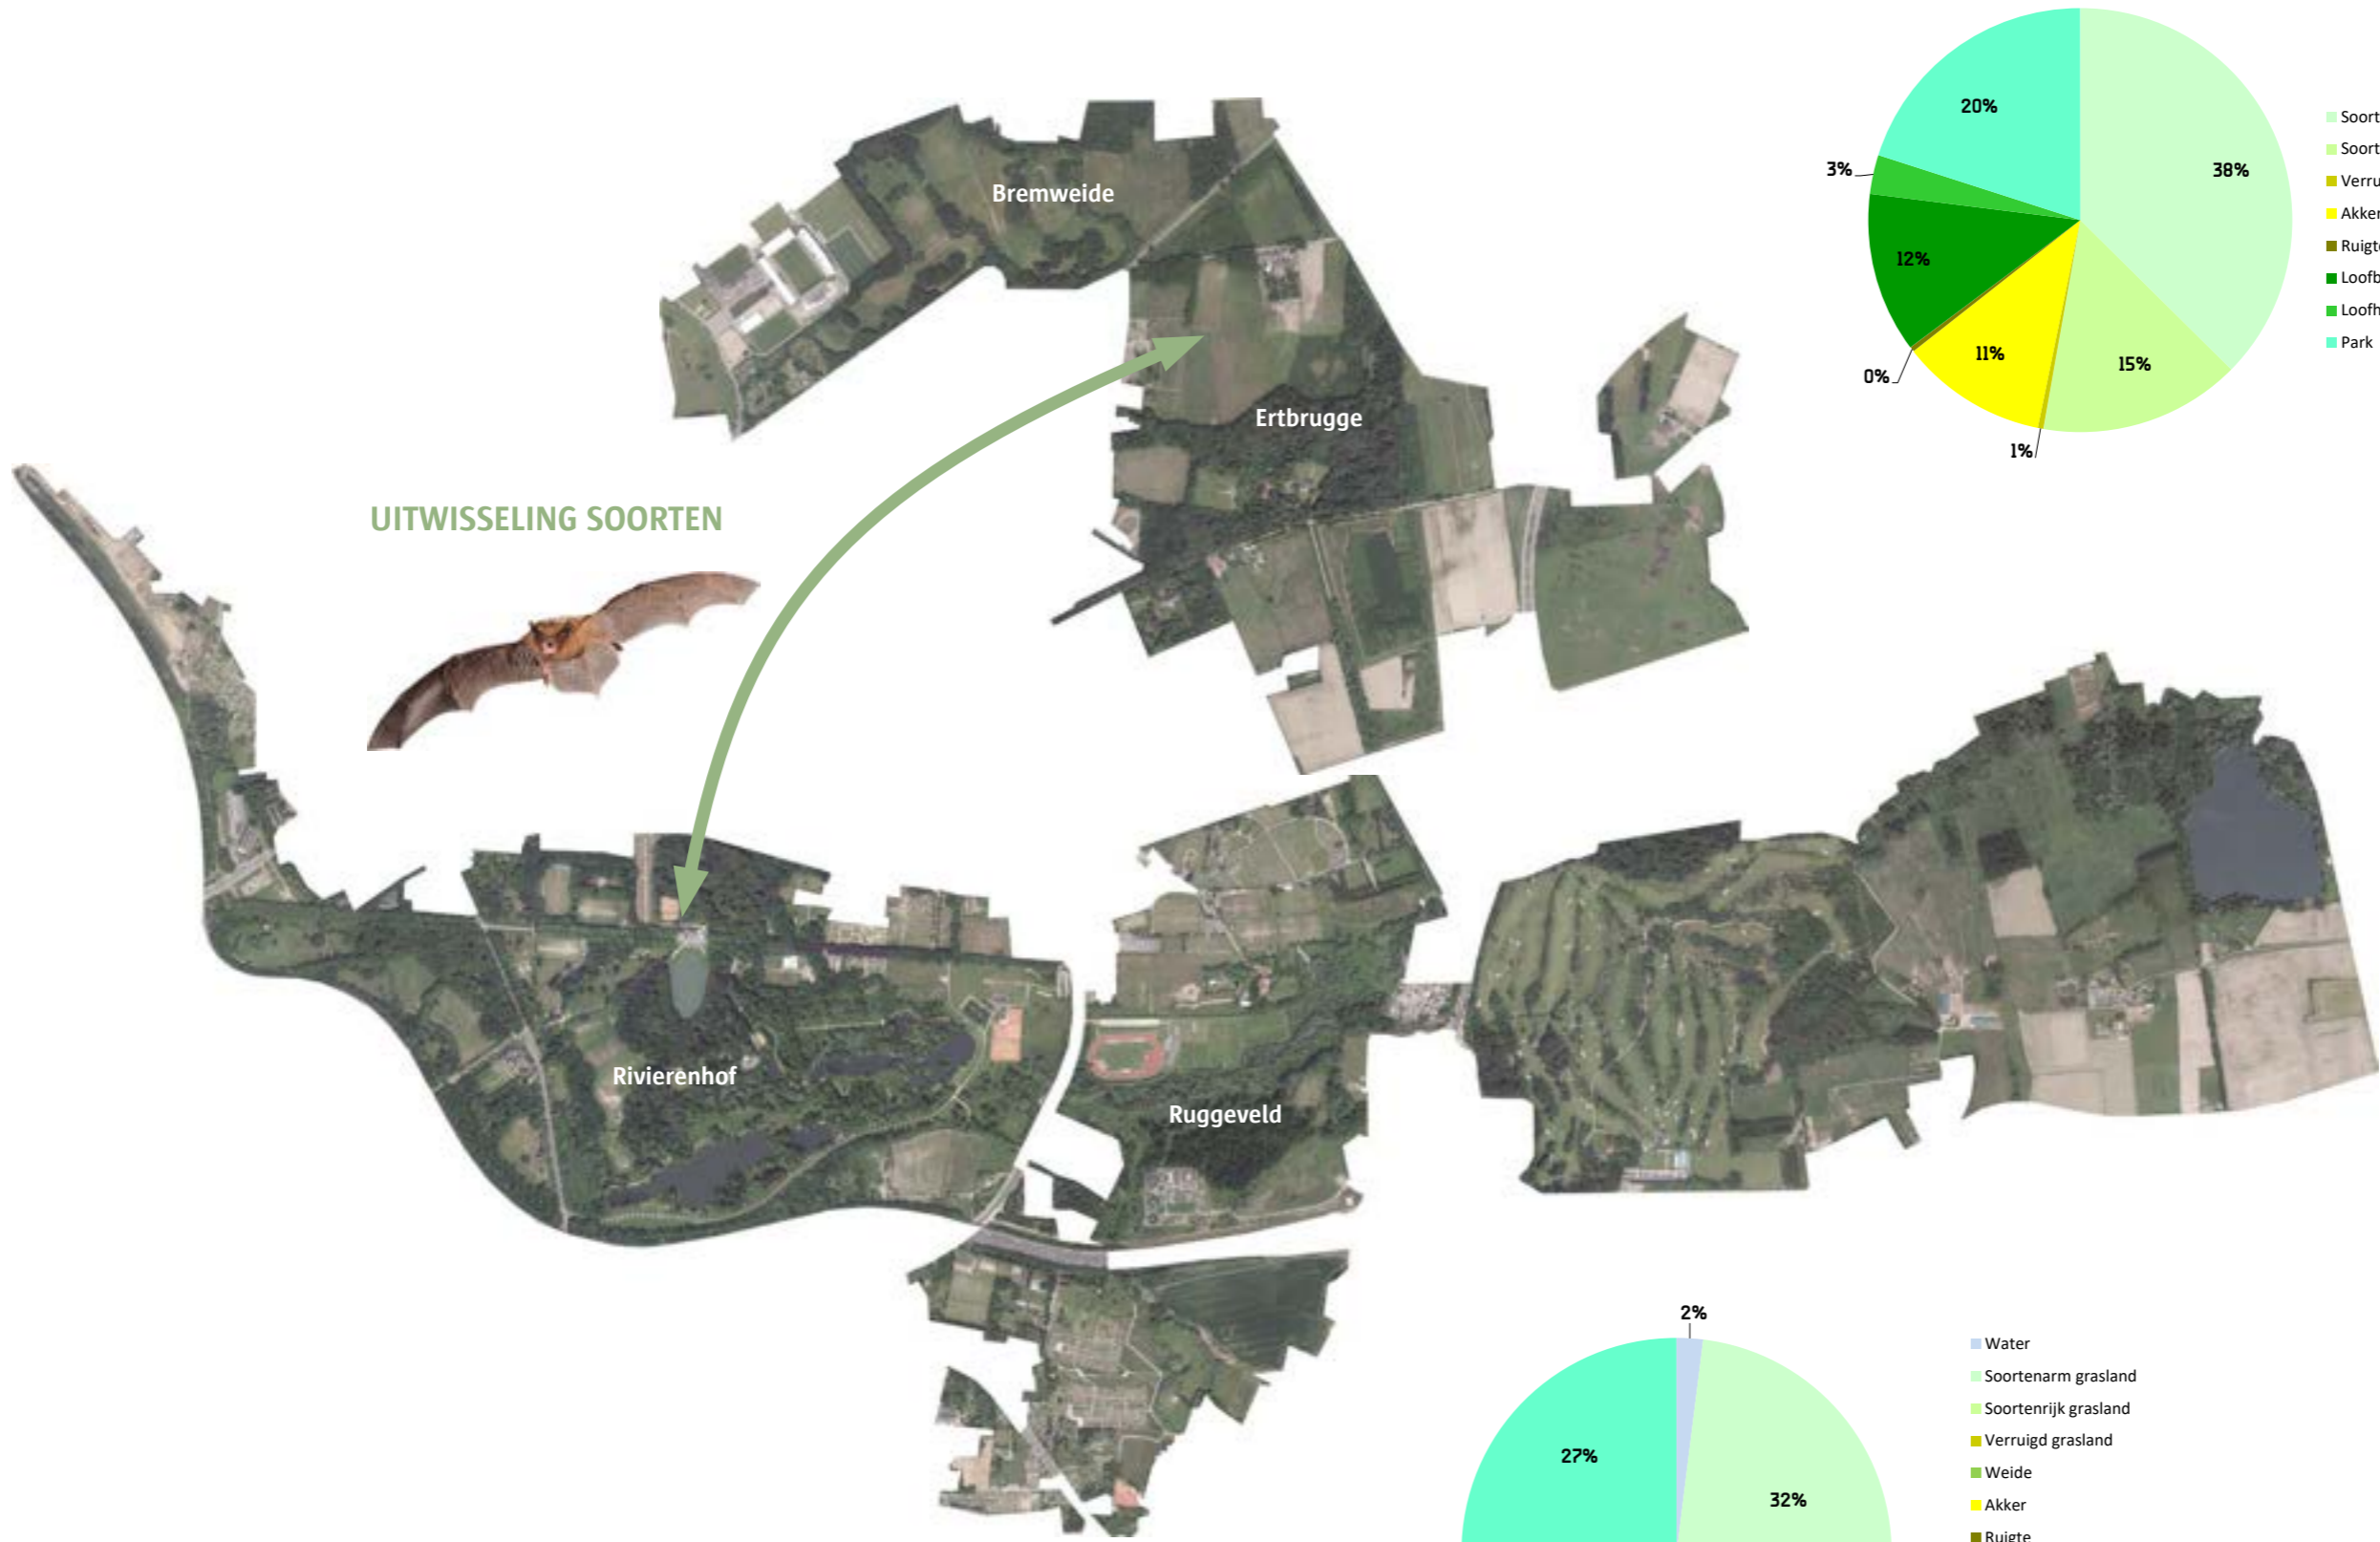 20%
38%
3%
12%
11%
15%
0%
1%
Akker
Park
Bremweide
Ertbrugge
UITWISSELING SOORTEN
Rivierenhof
Ruggeveld
2%
27%
32%
Water
Soortenarm grasland
Soortenrijk grasland
Verruigd grasland
Weide
Akker
Ruigte